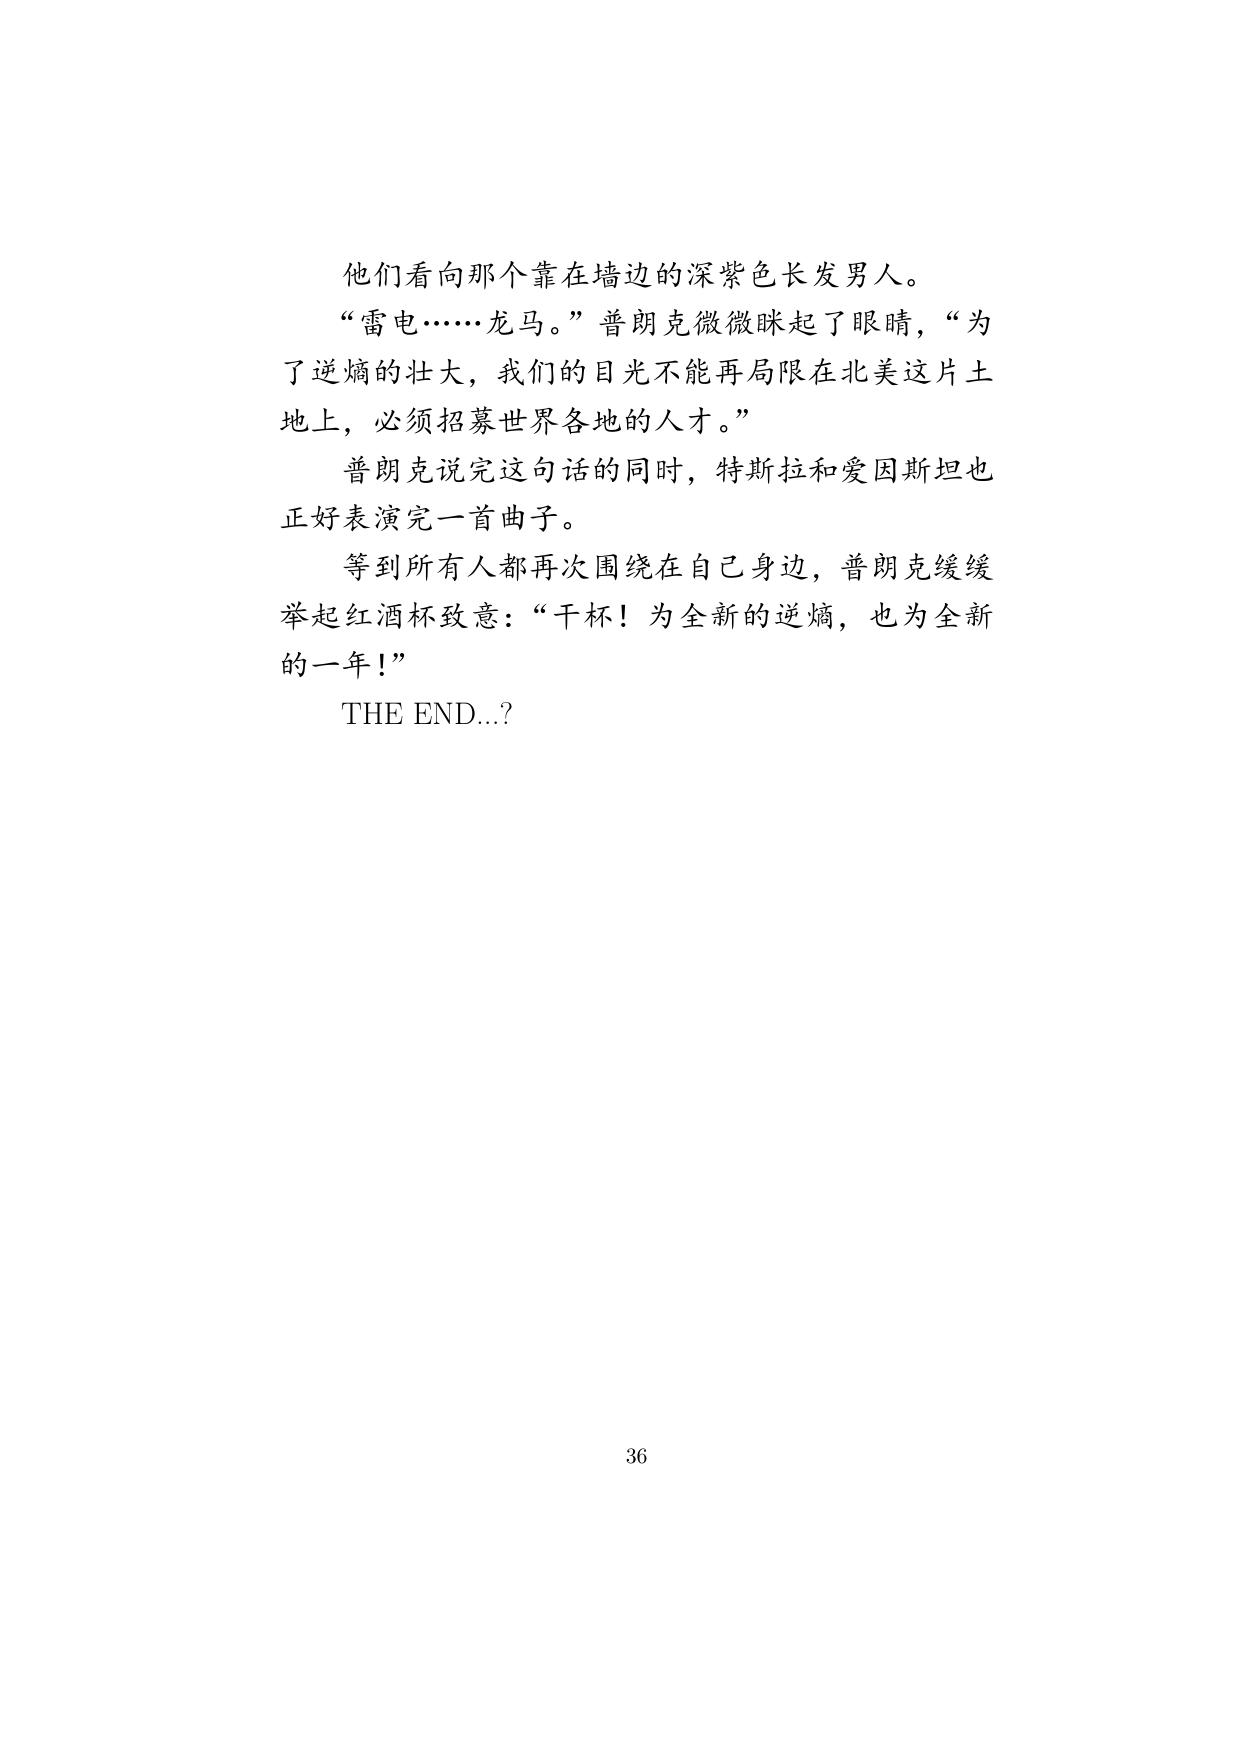 他们看向那个靠在墙边的深紫色长发男人。
“雷电……龙马。”普朗克微微眯起了眼睛，“为
了逆熵的壮大，我们的目光不能再局限在北美这片土
地上，必须招募世界各地的人才。”
普朗克说完这句话的同时，特斯拉和爱因斯坦也
正好表演完一首曲子。
等到所有人都再次围绕在自己身边，普朗克缓缓
举起红酒杯致意：“干杯！为全新的逆熵，也为全新
的一年！”
THE END...?
36